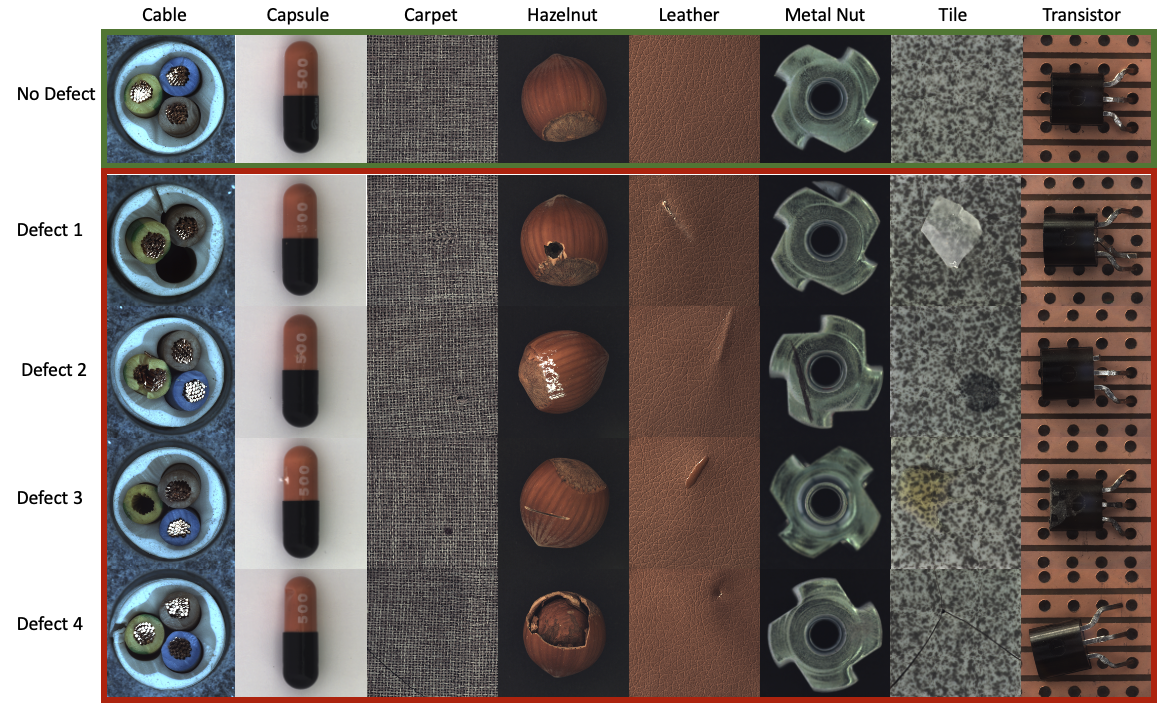 Cable Capsule Carpet Hazelnut Leather Metal Nut Tile Transistor
No Defect
500
Defect 1
500
Defect 2
500
Defect 3
500
Defect 4
500